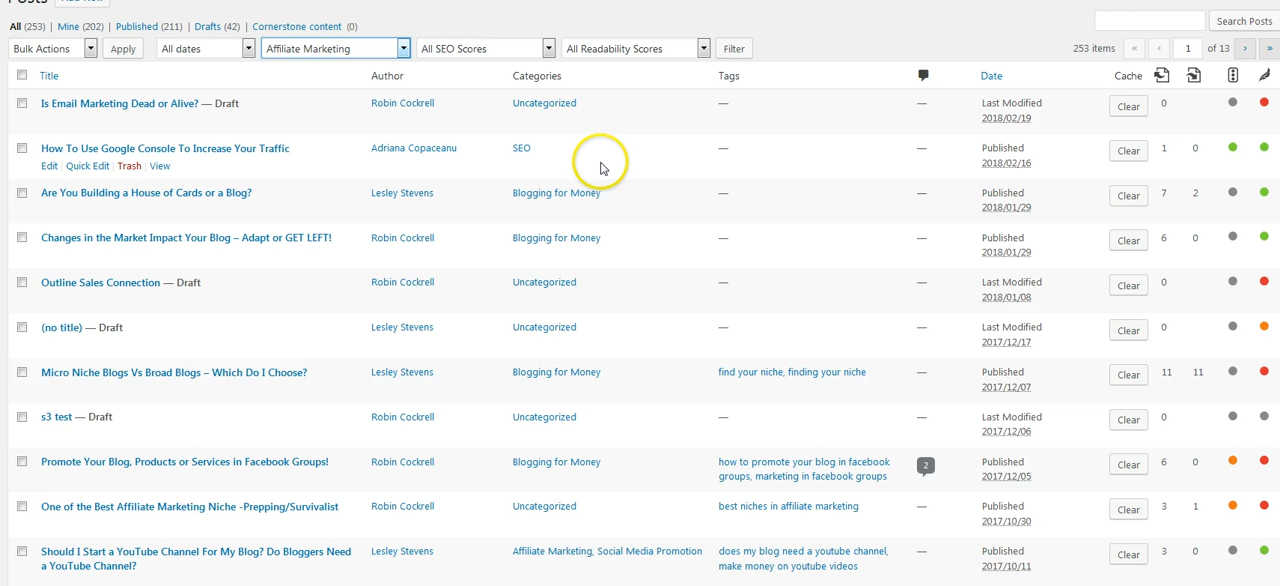 Posts Add New
All (253) | Mine (202) | Published (211) | Drafts (42) | Cornerstone content (0)
Search Posts
Bulk Actions Apply All dates Affiliate Marketing All SEO Scores All Readability Scores Filter 253 items « ‹ 1 of 13 › »
Title Author Categories Tags Date Cache
Is Email Marketing Dead or Alive? — Draft Robin Cockrell Uncategorized — — Last Modified Clear 0
2018/02/19
How To Use Google Console To Increase Your Traffic Adriana Copaceanu SEO — — Published Clear 1 0
Edit | Quick Edit | Trash | View 2018/02/16
Are You Building a House of Cards or a Blog? Lesley Stevens Blogging for Money — — Published Clear 7 2
2018/01/29
Changes in the Market Impact Your Blog – Adapt or GET LEFT! Robin Cockrell Blogging for Money — — Published Clear 6 0
2018/01/29
Outline Sales Connection — Draft Robin Cockrell Uncategorized — — Last Modified Clear 0
2018/01/08
(no title) — Draft Lesley Stevens Uncategorized — — Last Modified Clear 0
2017/12/17
Micro Niche Blogs Vs Broad Blogs – Which Do I Choose? Lesley Stevens Blogging for Money find your niche, finding your niche — Published Clear 11 11
2017/12/07
s3 test — Draft Robin Cockrell Uncategorized — — Last Modified Clear 0
2017/12/06
Promote Your Blog, Products or Services in Facebook Groups! Robin Cockrell Blogging for Money how to promote your blog in facebook 2 Published Clear 6 0
groups, marketing in facebook groups 2017/12/05
One of the Best Affiliate Marketing Niche -Prepping/Survivalist Robin Cockrell Uncategorized best niches in affiliate marketing — Published Clear 3 1
2017/10/30
Should I Start a YouTube Channel For My Blog? Do Bloggers Need Lesley Stevens Affiliate Marketing, Social Media Promotion does my blog need a youtube channel, — Published Clear 3 0
a YouTube Channel? make money on youtube videos 2017/10/11